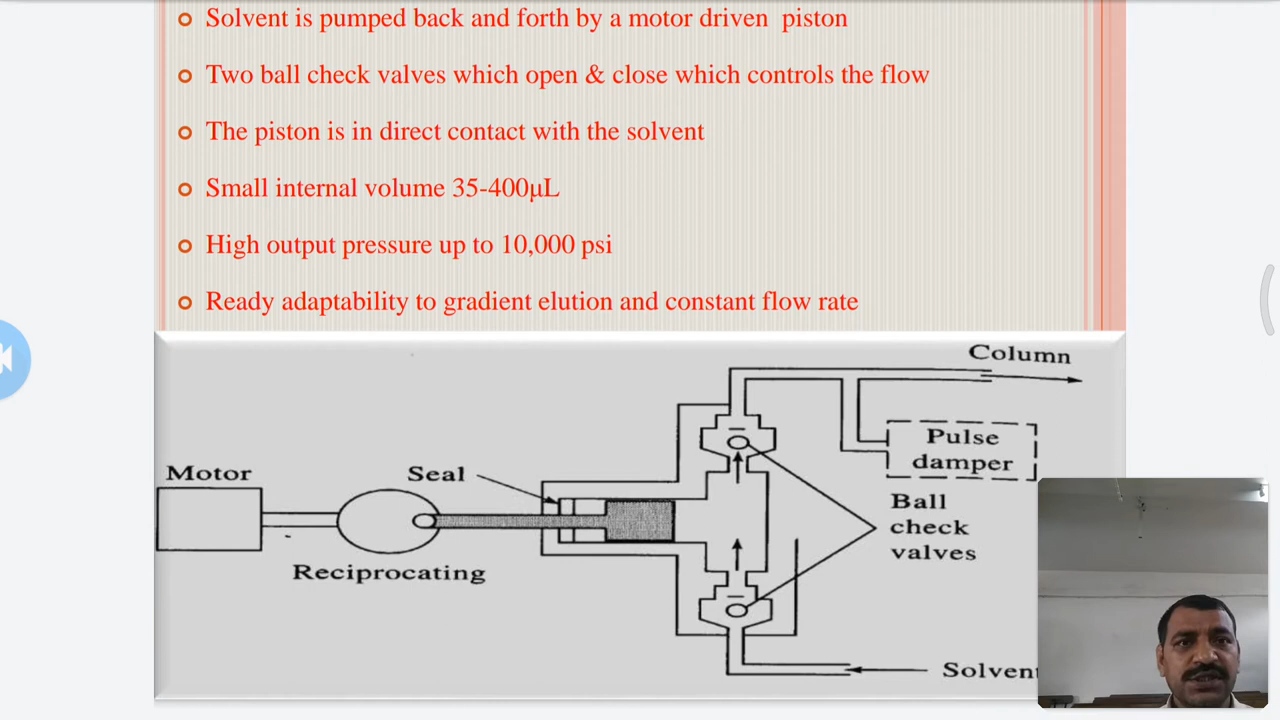 Solvent is pumped back and forth by a motor driven piston
Two ball check valves which open & close which controls the flow
The piston is in direct contact with the solvent
Small internal volume 35-400μL
High output pressure up to 10,000 psi
Ready adaptability to gradient elution and constant flow rate
Column
Pulse
damper
Motor
Seal
Ball
check
valves
Reciprocating
Solvent